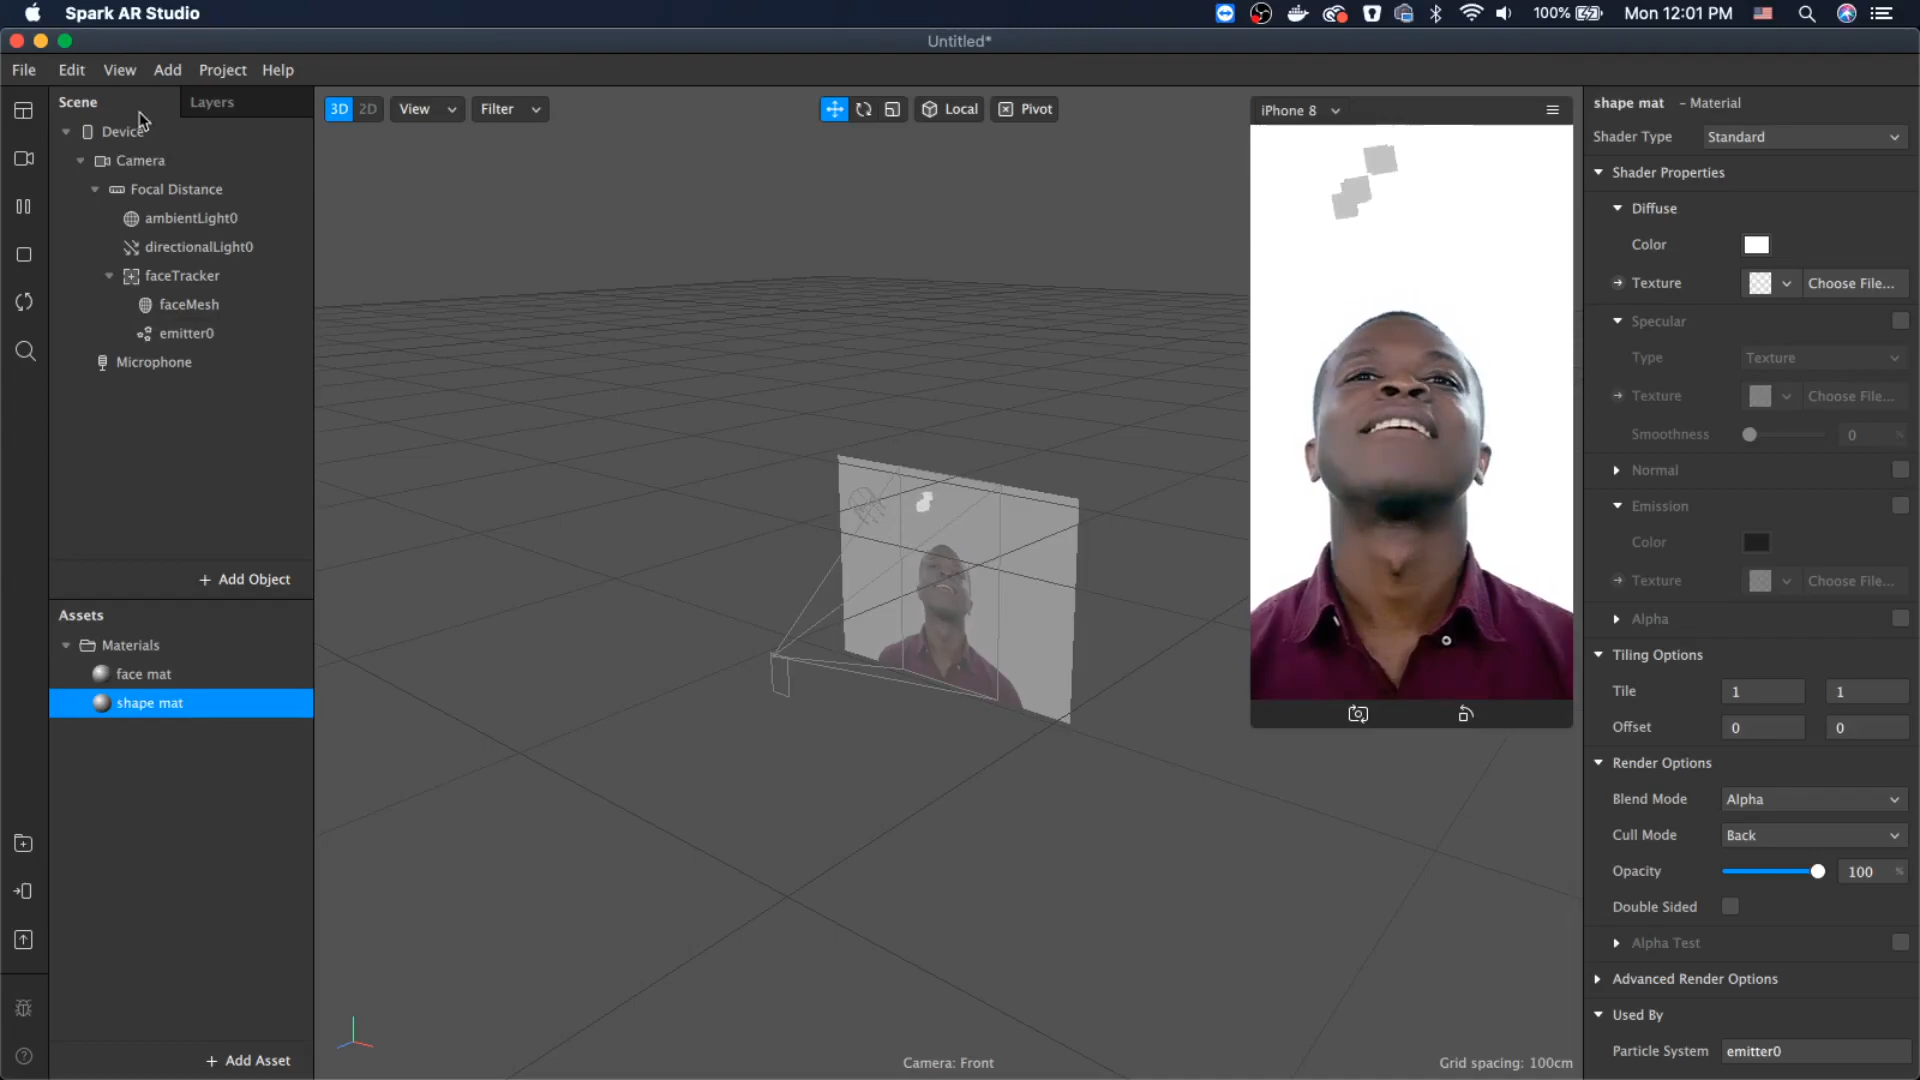 Spark AR Studio
100%
Mon 12:01 PM
Untitled*
File
Edit
View
Add
Project
Help
Scene
Layers
Device
Camera
Focal Distance
ambientLight0
directionalLight0
faceTracker
faceMesh
emitter0
Microphone
+ Add Object
Assets
Materials
face mat
shape mat
+ Add Asset
3D
2D
View
Filter
Local
Pivot
Camera: Front
Grid spacing: 100cm
iPhone 8
shape mat - Material
Shader Type
Standard
Shader Properties
Diffuse
Color
Texture
Choose File...
Specular
Type
Texture
Texture
Choose File...
Smoothness
0
%
Normal
Emission
Color
Texture
Choose File...
Alpha
Tiling Options
Tile
1
1
Offset
0
0
Render Options
Blend Mode
Alpha
Cull Mode
Back
Opacity
100
%
Double Sided
Alpha Test
Advanced Render Options
Used By
Particle System
emitter0